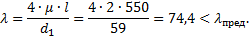 λ = 4 · μ · l / d₁ = 4 · 2 · 550 / 59 = 74,4 < λпред.